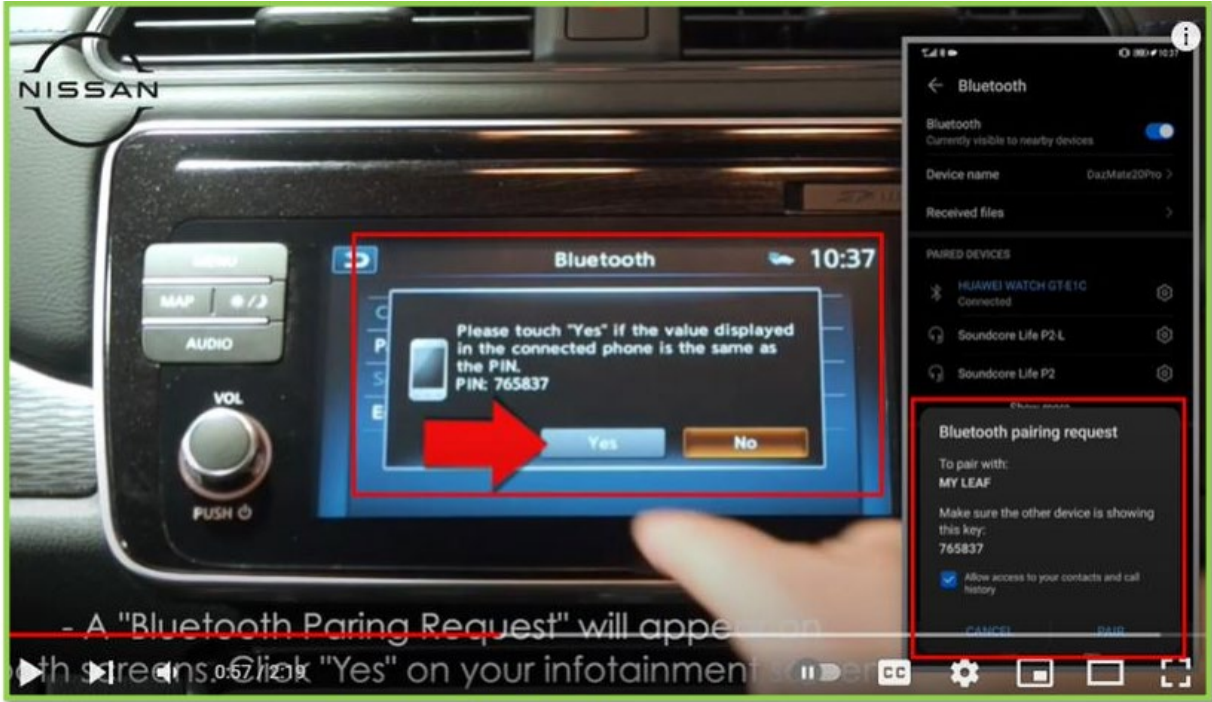 NISSAN
MENU
MAP
AUDIO
VOL
PUSH
Bluetooth
10:37
Please touch "Yes" if the value displayed
in the connected phone is the same as
the PIN.
PIN: 765837
Yes
No
10:37
Bluetooth
Bluetooth
Currently visible to nearby devices
Device name
DazMate20Pro >
Received files
>
PAIRED DEVICES
HUAWEI WATCH GT-E1C
Connected
Soundcore Life P2-L
Soundcore Life P2
Show more
Bluetooth pairing request
To pair with:
MY LEAF
Make sure the other device is showing
this key:
765837
Allow access to your contacts and call
history
CANCEL
PAIR
- A "Bluetooth Paring Request" will appear on
screens. Click "Yes" on your infotainment
0:57 / 2:19
CC